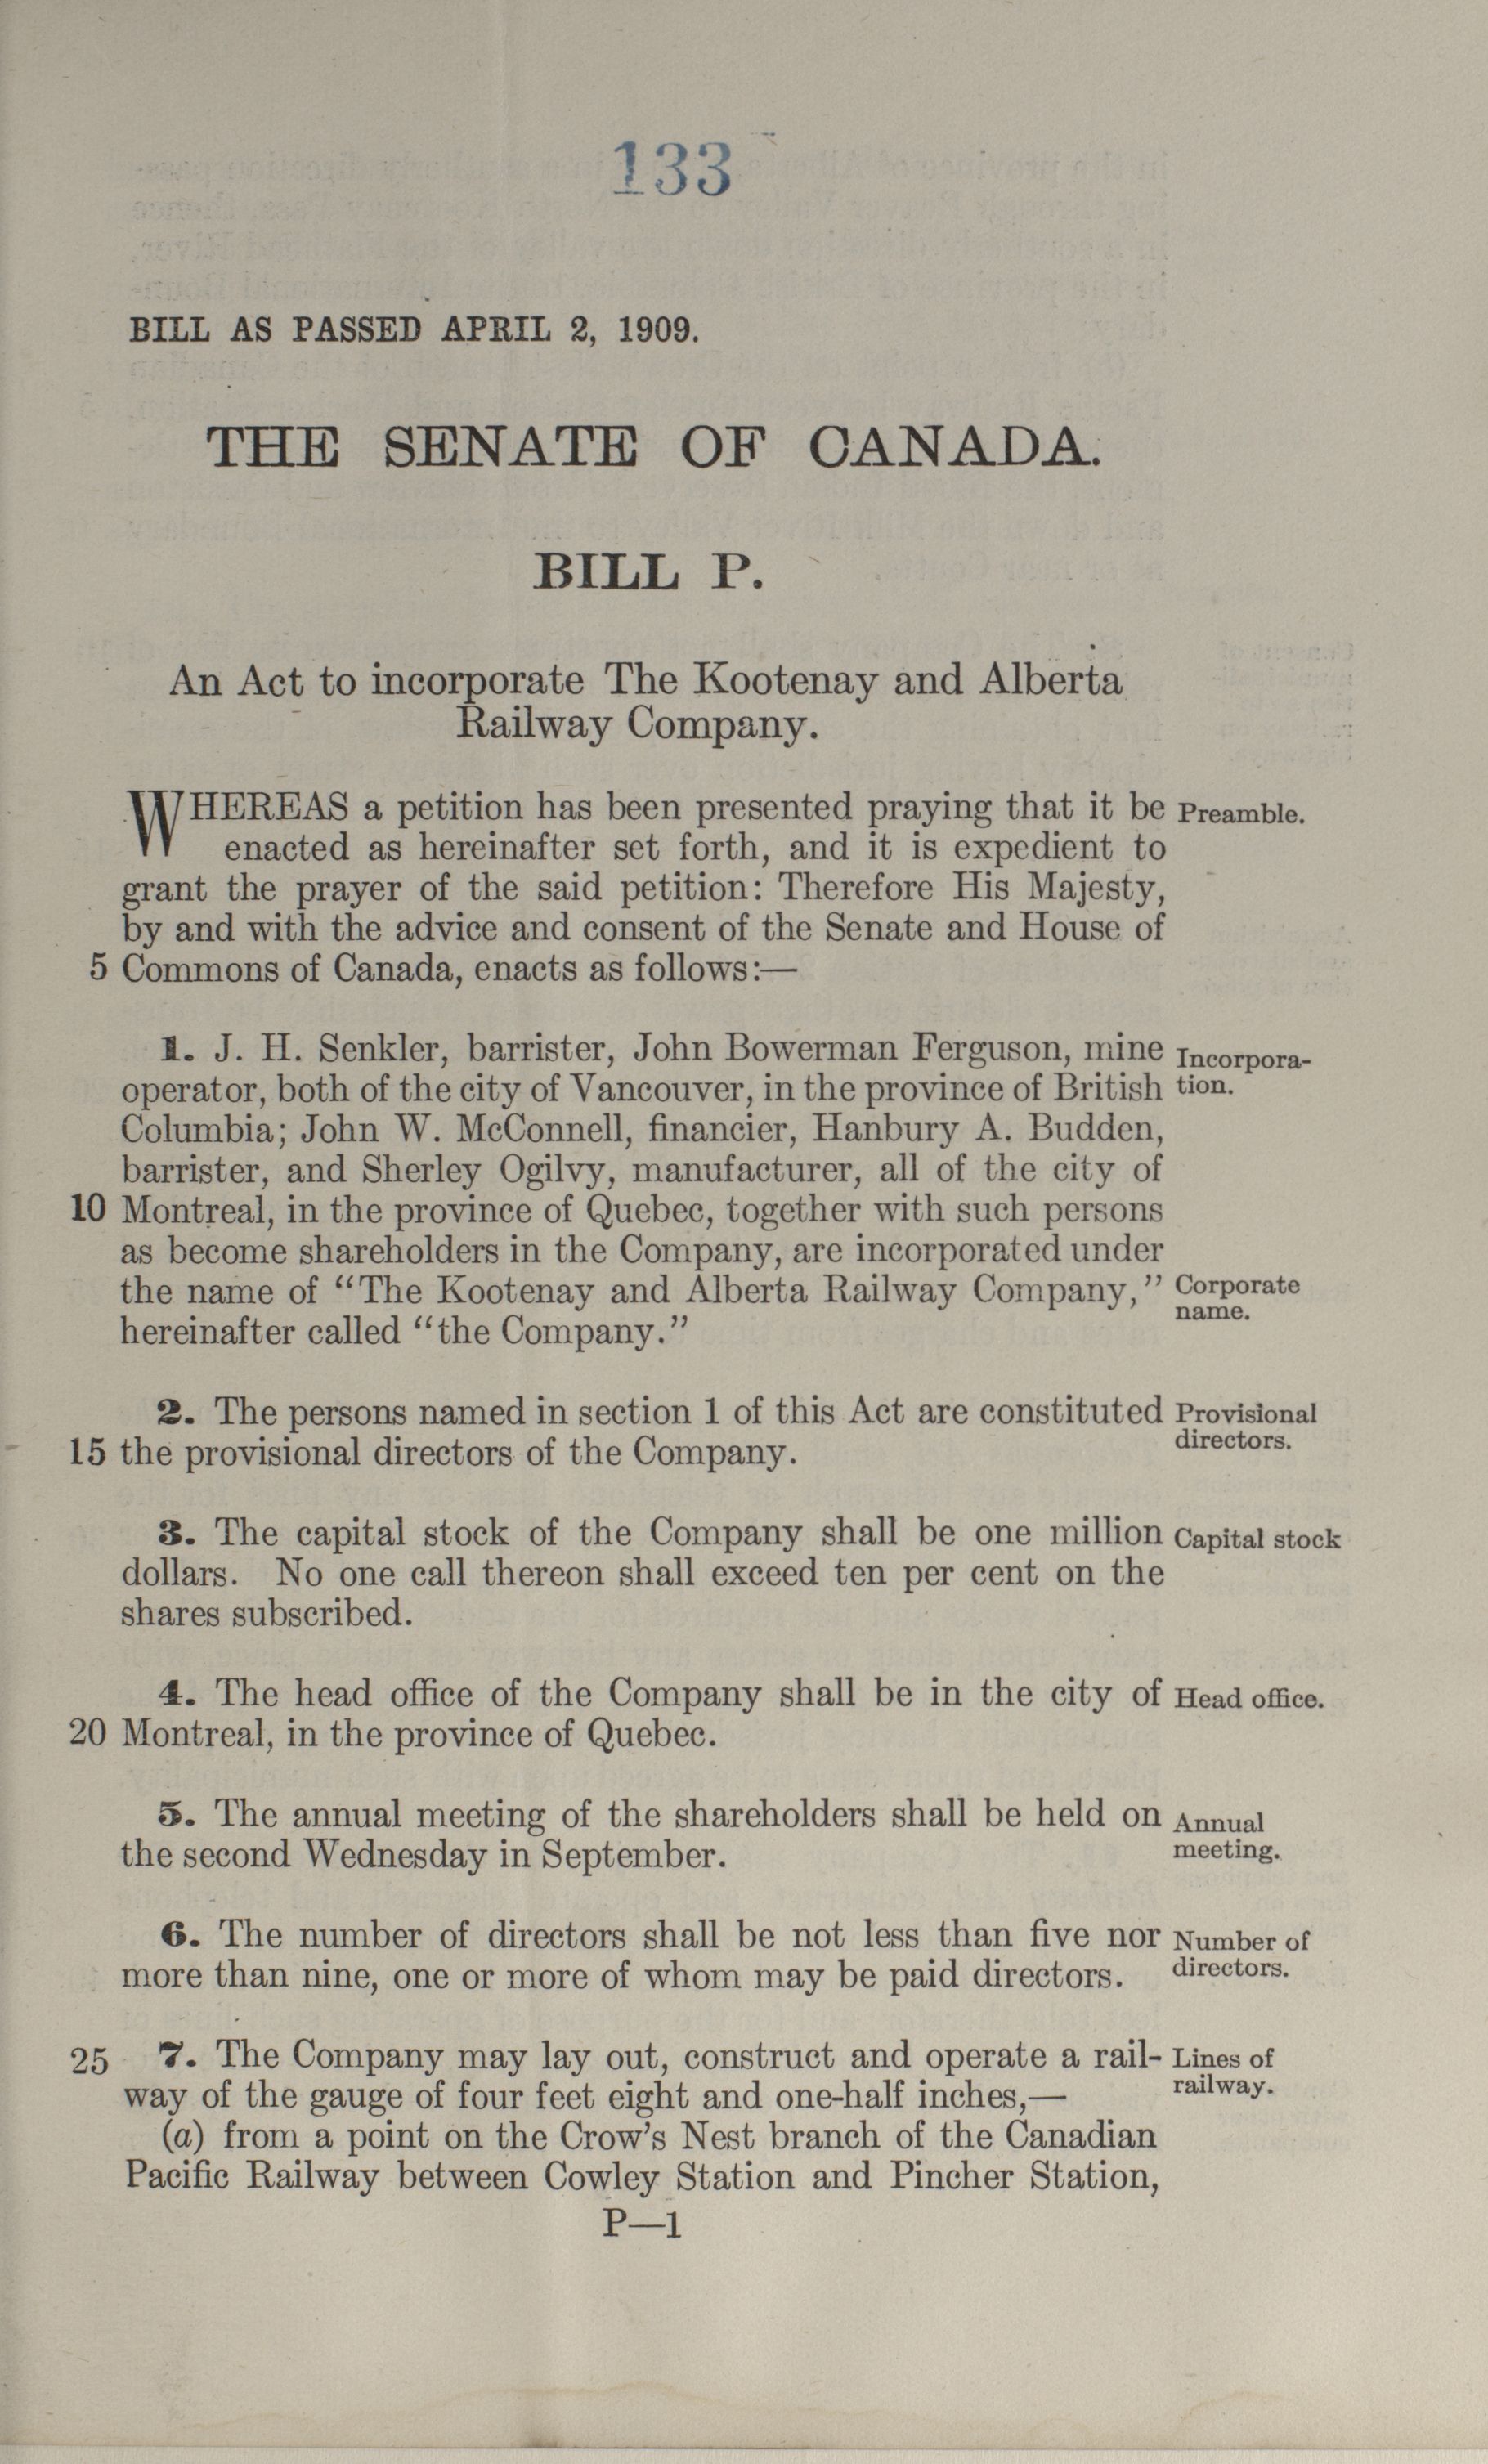 133
BILL AS PASSED APRIL 2, 1909.
THE SENATE OF CANADA.
BILL P.
An Act to incorporate The Kootenay and Alberta
Railway Company.
WHEREAS a petition has been presented praying that it be Preamble.
enacted as hereinafter set forth, and it is expedient to
grant the prayer of the said petition: Therefore His Majesty,
by and with the advice and consent of the Senate and House of
5 Commons of Canada, enacts as follows:—
1. J. H. Senkler, barrister, John Bowerman Ferguson, mine Incorpora-
operator, both of the city of Vancouver, in the province of British tion.
Columbia; John W. McConnell, financier, Hanbury A. Budden,
barrister, and Sherley Ogilvy, manufacturer, all of the city of
10 Montreal, in the province of Quebec, together with such persons
as become shareholders in the Company, are incorporated under
the name of "The Kootenay and Alberta Railway Company," Corporate
name.
hereinafter called "the Company."
2. The persons named in section 1 of this Act are constituted Provisional
15 the provisional directors of the Company. directors.
3. The capital stock of the Company shall be one million Capital stock
dollars. No one call thereon shall exceed ten per cent on the
shares subscribed.
4. The head office of the Company shall be in the city of Head office.
20 Montreal, in the province of Quebec.
5. The annual meeting of the shareholders shall be held on Annual
the second Wednesday in September. meeting.
6. The number of directors shall be not less than five nor Number of
more than nine, one or more of whom may be paid directors. directors.
25 7. The Company may lay out, construct and operate a rail- Lines of
way of the gauge of four feet eight and one-half inches,— railway.
(a) from a point on the Crow's Nest branch of the Canadian
Pacific Railway between Cowley Station and Pincher Station,
P—1